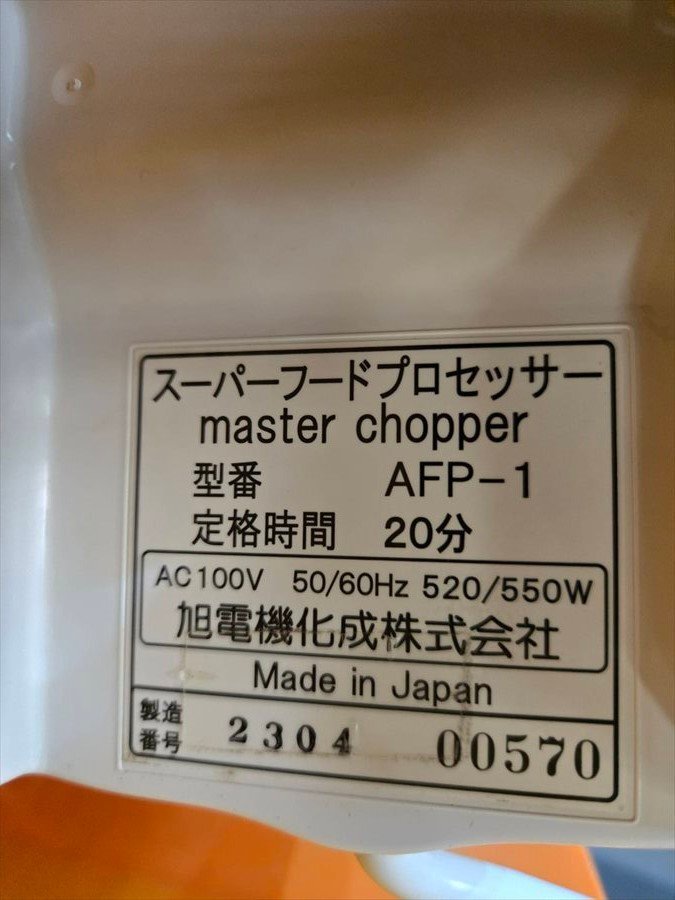 スーパーフードプロセッサー
master chopper
型番 AFP-1
定格時間 20分
AC100V 50/60Hz 520/550W
旭電機化成株式会社
Made in Japan
製造番号 2304 00570